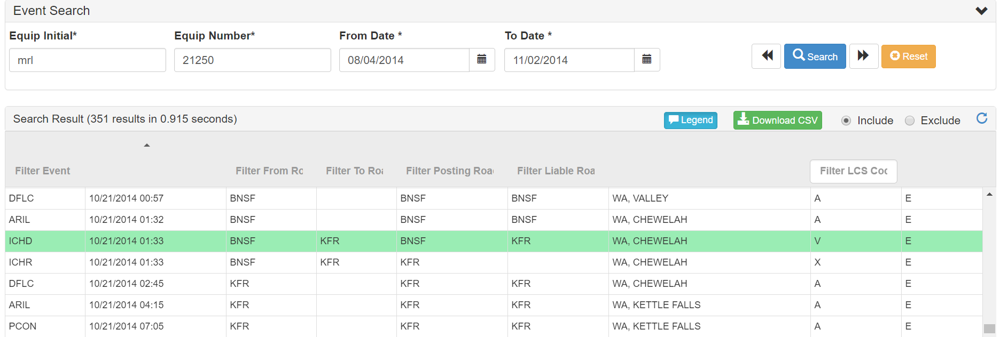 Event Search
Equip Initial* Equip Number* From Date * To Date *
mrl 21250 08/04/2014 11/02/2014 Search Reset
Search Result (351 results in 0.915 seconds) Legend Download CSV Include Exclude
Filter Event Filter From Ro Filter To Roa Filter Posting Roa Filter Liable Roa Filter LCS Coc
DFLC 10/21/2014 00:57 BNSF BNSF BNSF WA, VALLEY A E
ARIL 10/21/2014 01:32 BNSF BNSF BNSF WA, CHEWELAH A E
ICHD 10/21/2014 01:33 BNSF KFR BNSF KFR WA, CHEWELAH V E
ICHR 10/21/2014 01:33 BNSF KFR KFR WA, CHEWELAH X E
DFLC 10/21/2014 02:45 KFR KFR KFR WA, CHEWELAH A E
ARIL 10/21/2014 04:15 KFR KFR KFR WA, KETTLE FALLS A E
PCON 10/21/2014 07:05 KFR KFR KFR WA, KETTLE FALLS A E